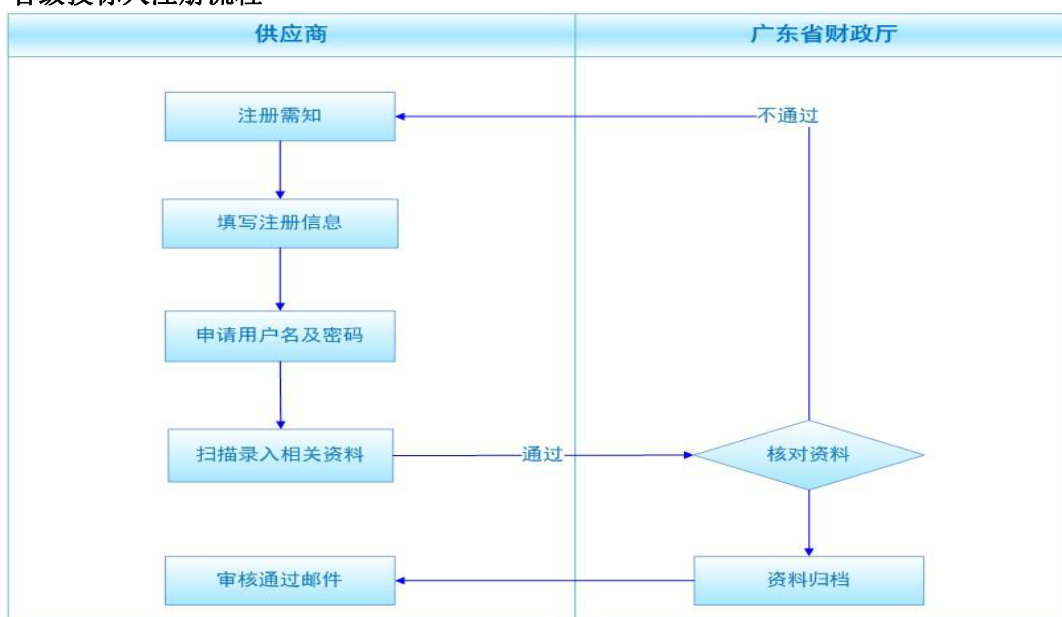 供应商
广东省财政厅
注册需知
不通过
填写注册信息
申请用户名及密码
扫描录入相关资料
通过
核对资料
审核通过邮件
资料归档